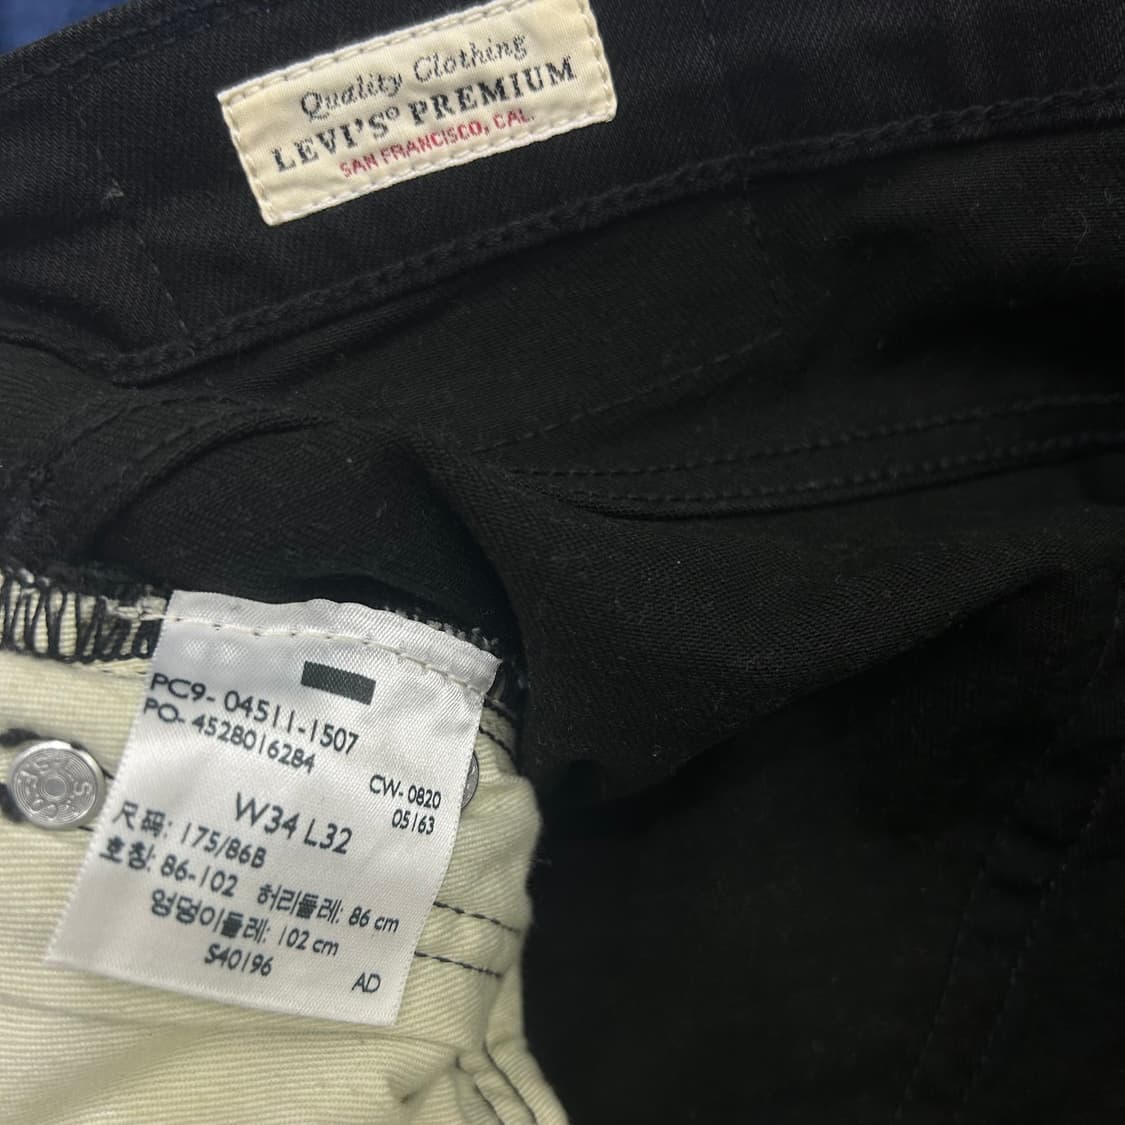 Quality Clothing
LEVI'S® PREMIUM
SAN FRANCISCO, CAL.
PC9- 04511-1507
PO- 4528016284
CW- 0820
05163
W34 L32
尺码: 175/86B
호칭: 86-102 허리둘레: 86 cm
엉덩이둘레: 102 cm
S40196
AD